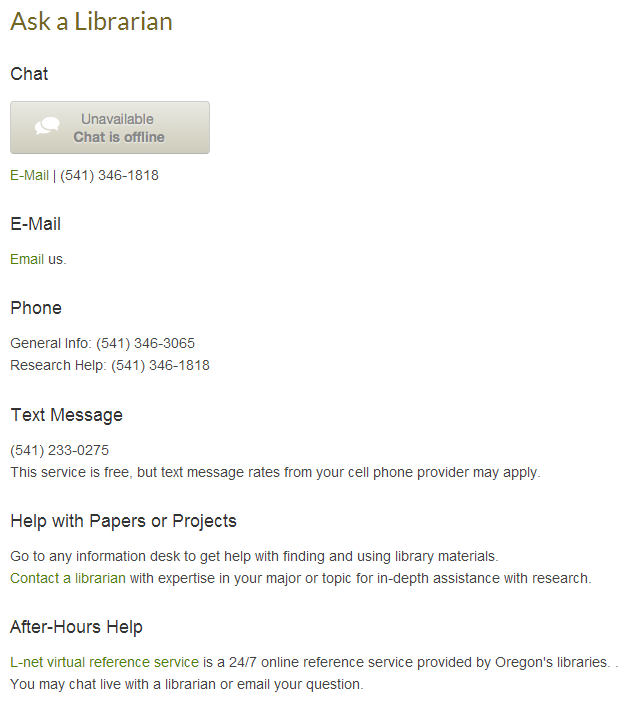 Ask a Librarian
Chat
Unavailable
Chat is offline
E-Mail | (541) 346-1818
E-Mail
Email us.
Phone
General Info: (541) 346-3065
Research Help: (541) 346-1818
Text Message
(541) 233-0275
This service is free, but text message rates from your cell phone provider may apply.
Help with Papers or Projects
Go to any information desk to get help with finding and using library materials.
Contact a librarian with expertise in your major or topic for in-depth assistance with research.
After-Hours Help
L-net virtual reference service is a 24/7 online reference service provided by Oregon's libraries. .
You may chat live with a librarian or email your question.